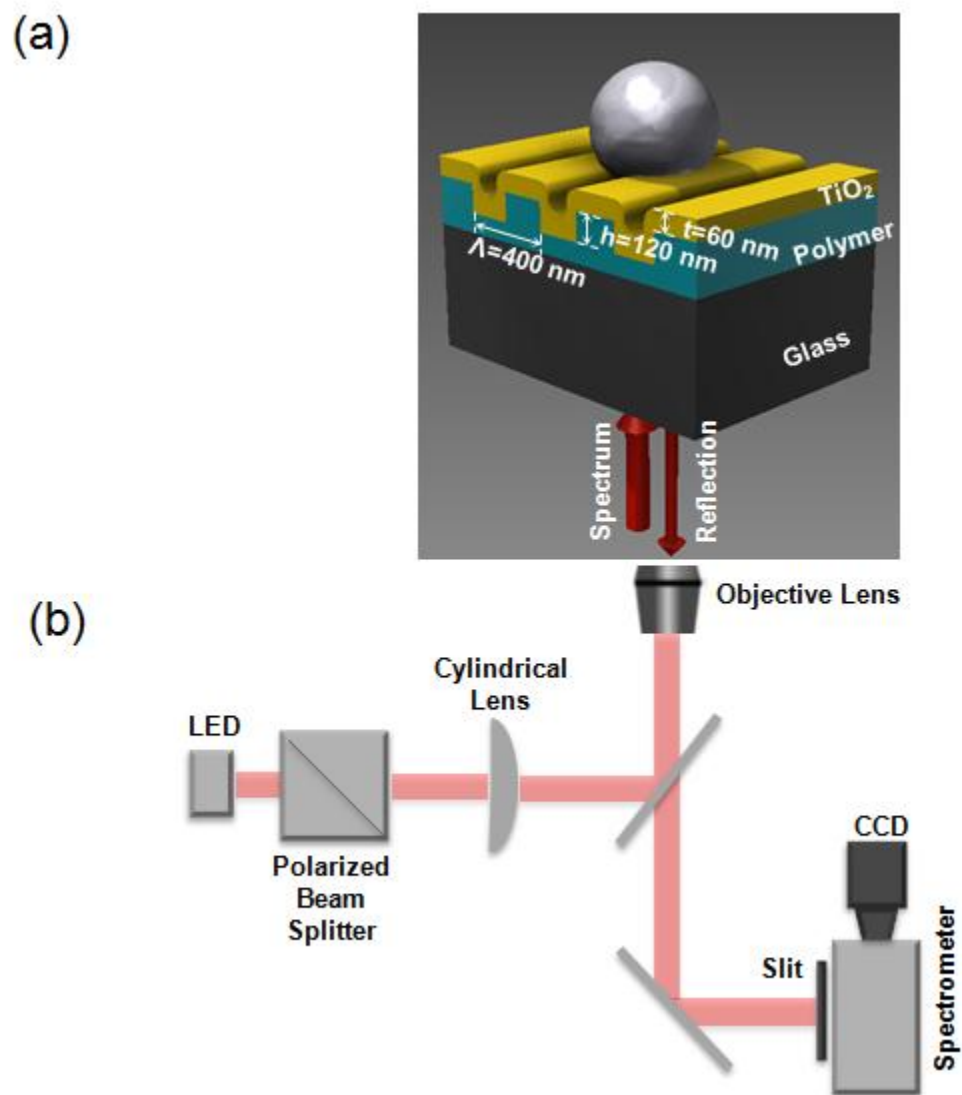 (a)
TiO2
Polymer
t=60 nm
h=120 nm
Λ=400 nm
Glass
Spectrum
Reflection
Objective Lens
(b)
Cylindrical
Lens
LED
Polarized
Beam
Splitter
CCD
Slit
Spectrometer